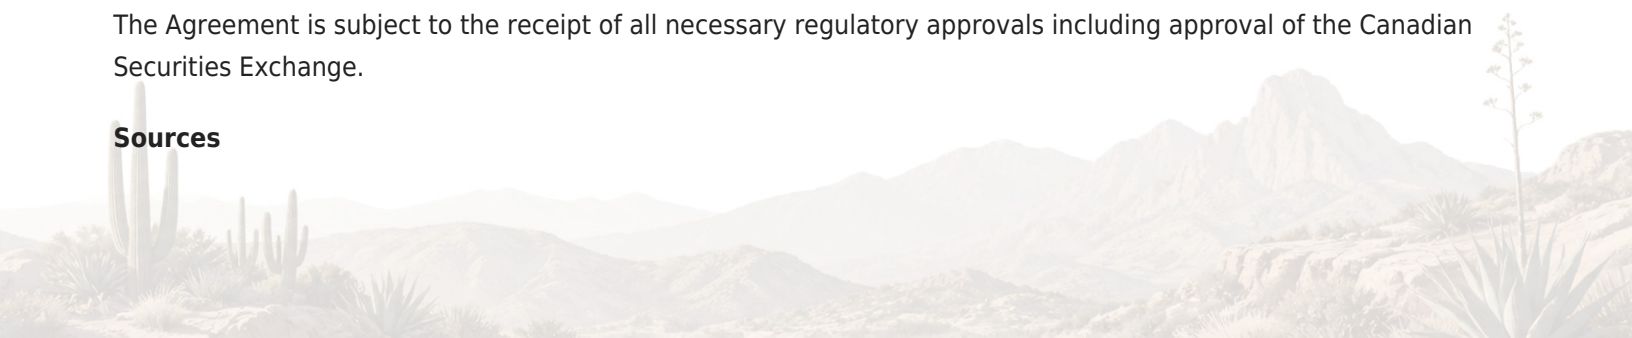 The Agreement is subject to the receipt of all necessary regulatory approvals including approval of the Canadian
Securities Exchange.
Sources